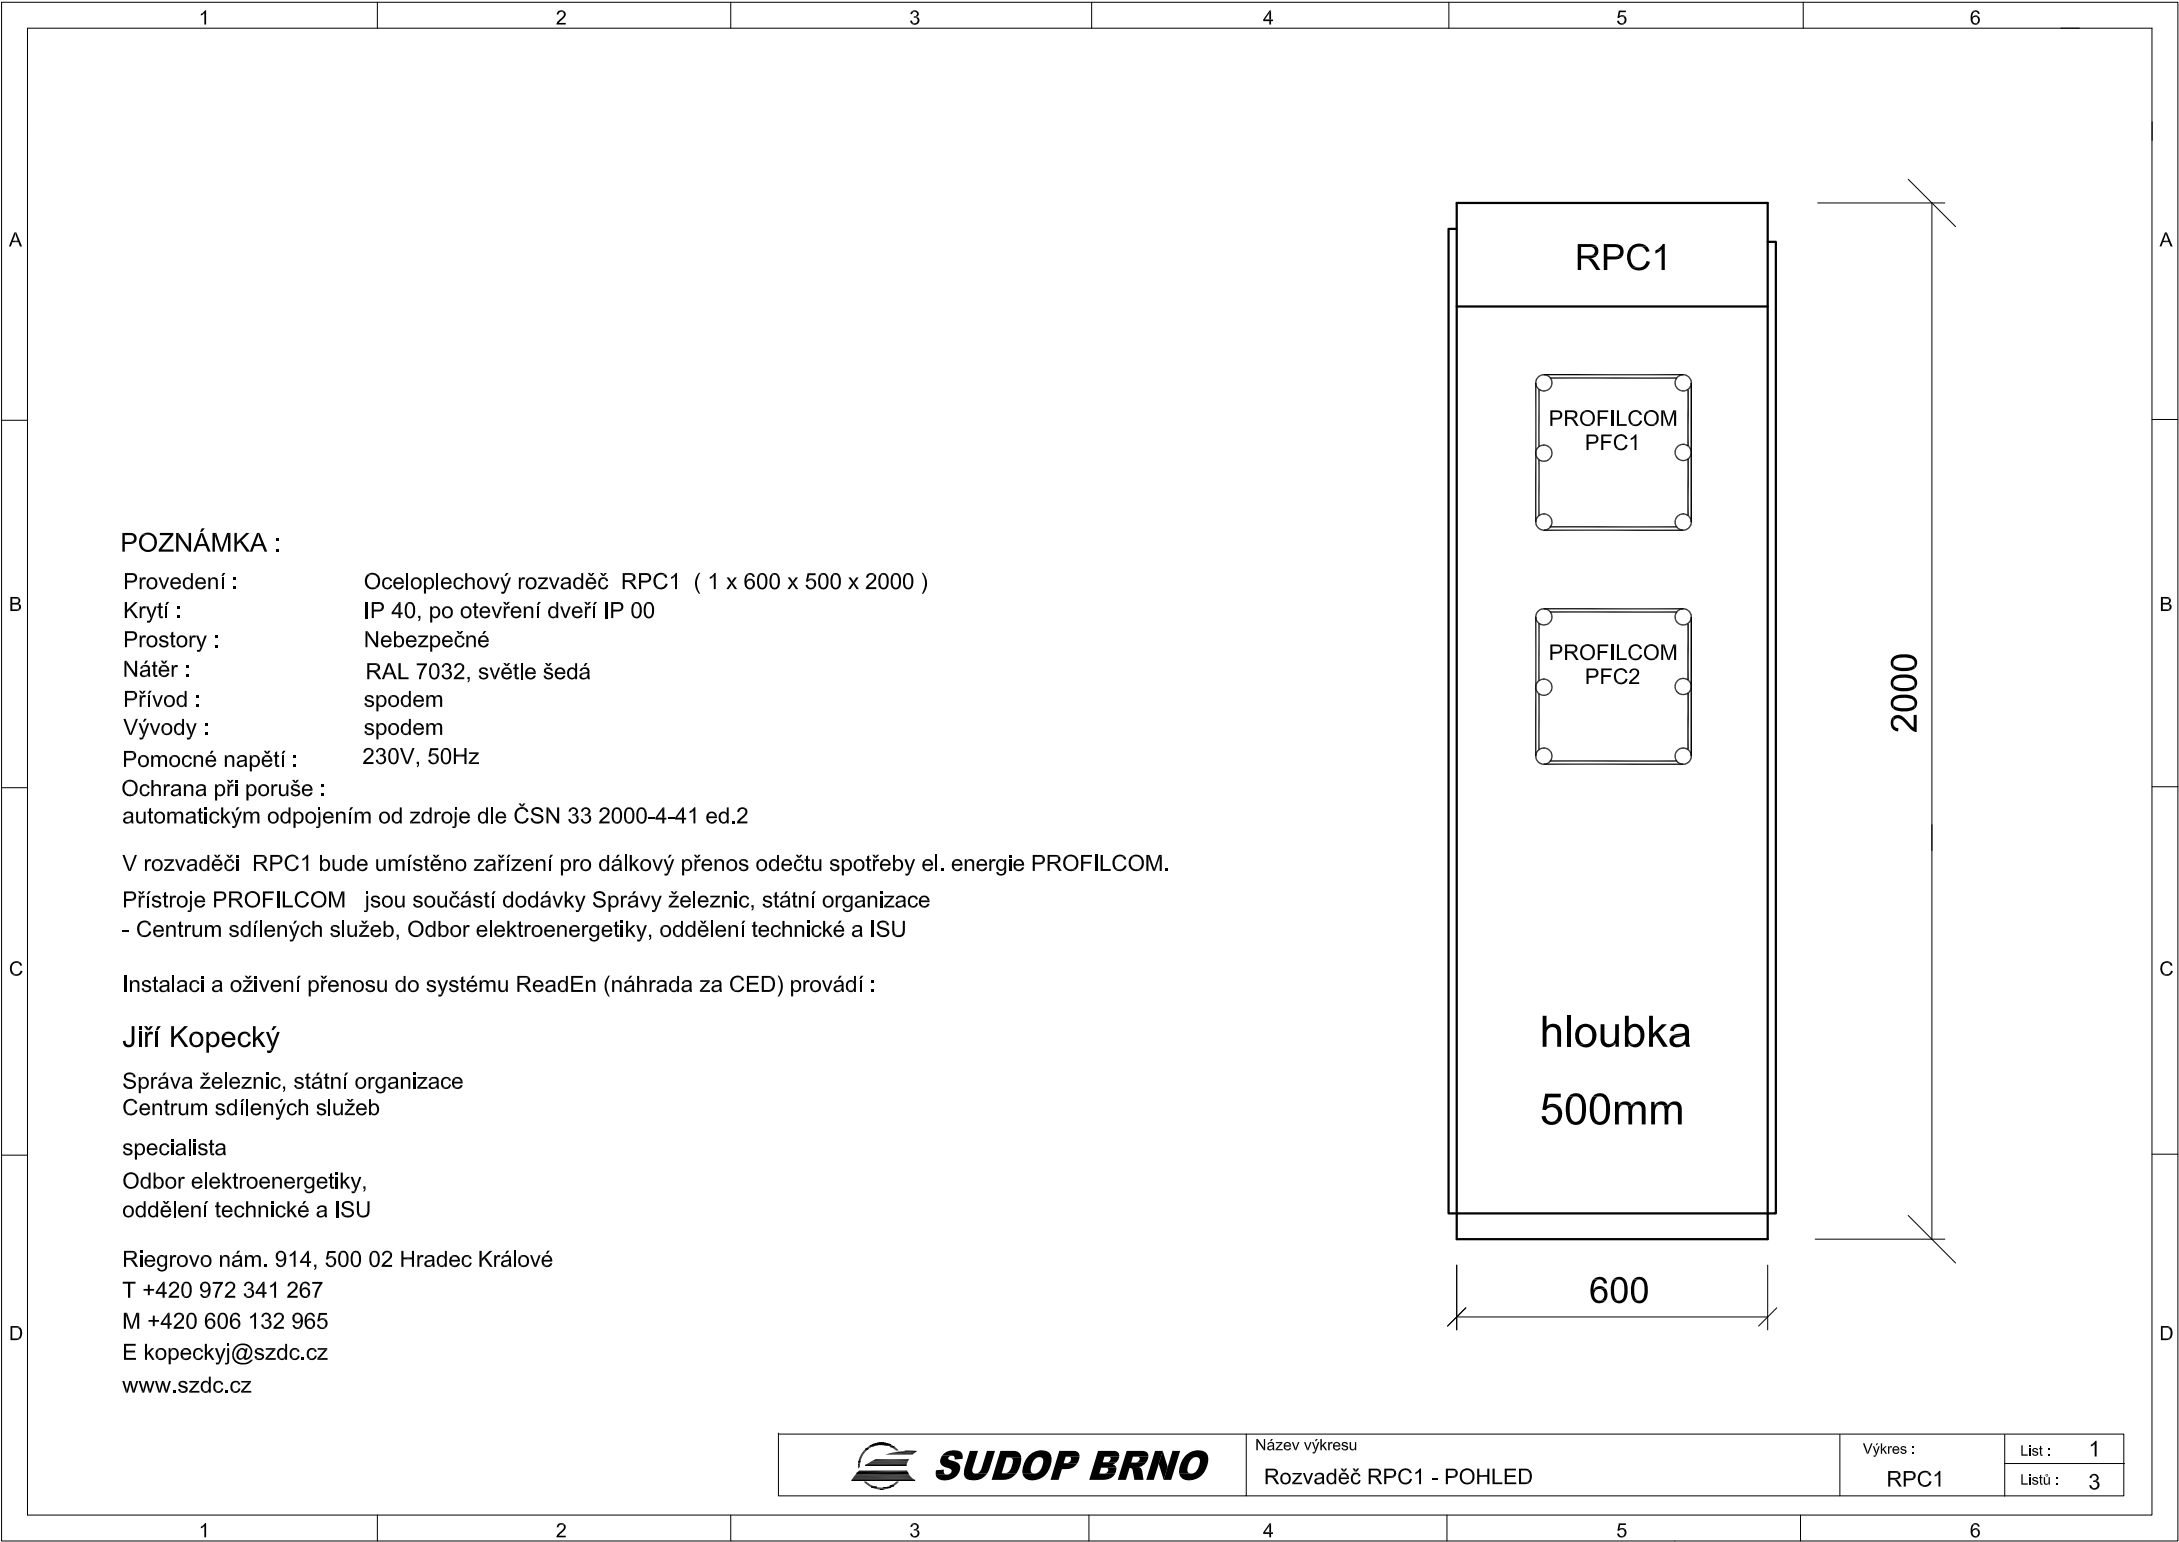 1 2 3 4 5 6
A A
B B
C C
D D
RPC1
PROFILCOM
PFC1
PROFILCOM
PFC2
hloubka
500mm
2000
600
POZNÁMKA :
Provedení : Oceloplechový rozvaděč RPC1 ( 1 x 600 x 500 x 2000 )
Krytí : IP 40, po otevření dveří IP 00
Prostory : Nebezpečné
Nátěr : RAL 7032, světle šedá
Přívod : spodem
Vývody : spodem
Pomocné napětí : 230V, 50Hz
Ochrana při poruše :
automatickým odpojením od zdroje dle ČSN 33 2000-4-41 ed.2
V rozvaděči RPC1 bude umístěno zařízení pro dálkový přenos odečtu spotřeby el. energie PROFILCOM.
Přístroje PROFILCOM jsou součástí dodávky Správy železnic, státní organizace
- Centrum sdílených služeb, Odbor elektroenergetiky, oddělení technické a ISU
Instalaci a oživení přenosu do systému ReadEn (náhrada za CED) provádí :
Jiří Kopecký
Správa železnic, státní organizace
Centrum sdílených služeb
specialista
Odbor elektroenergetiky,
oddělení technické a ISU
Riegrovo nám. 914, 500 02 Hradec Králové
T +420 972 341 267
M +420 606 132 965
E kopeckyj@szdc.cz
www.szdc.cz
SUDOP BRNO
Název výkresu
Rozvaděč RPC1 - POHLED
Výkres :
RPC1
List : 1
Listů : 3
1 2 3 4 5 6